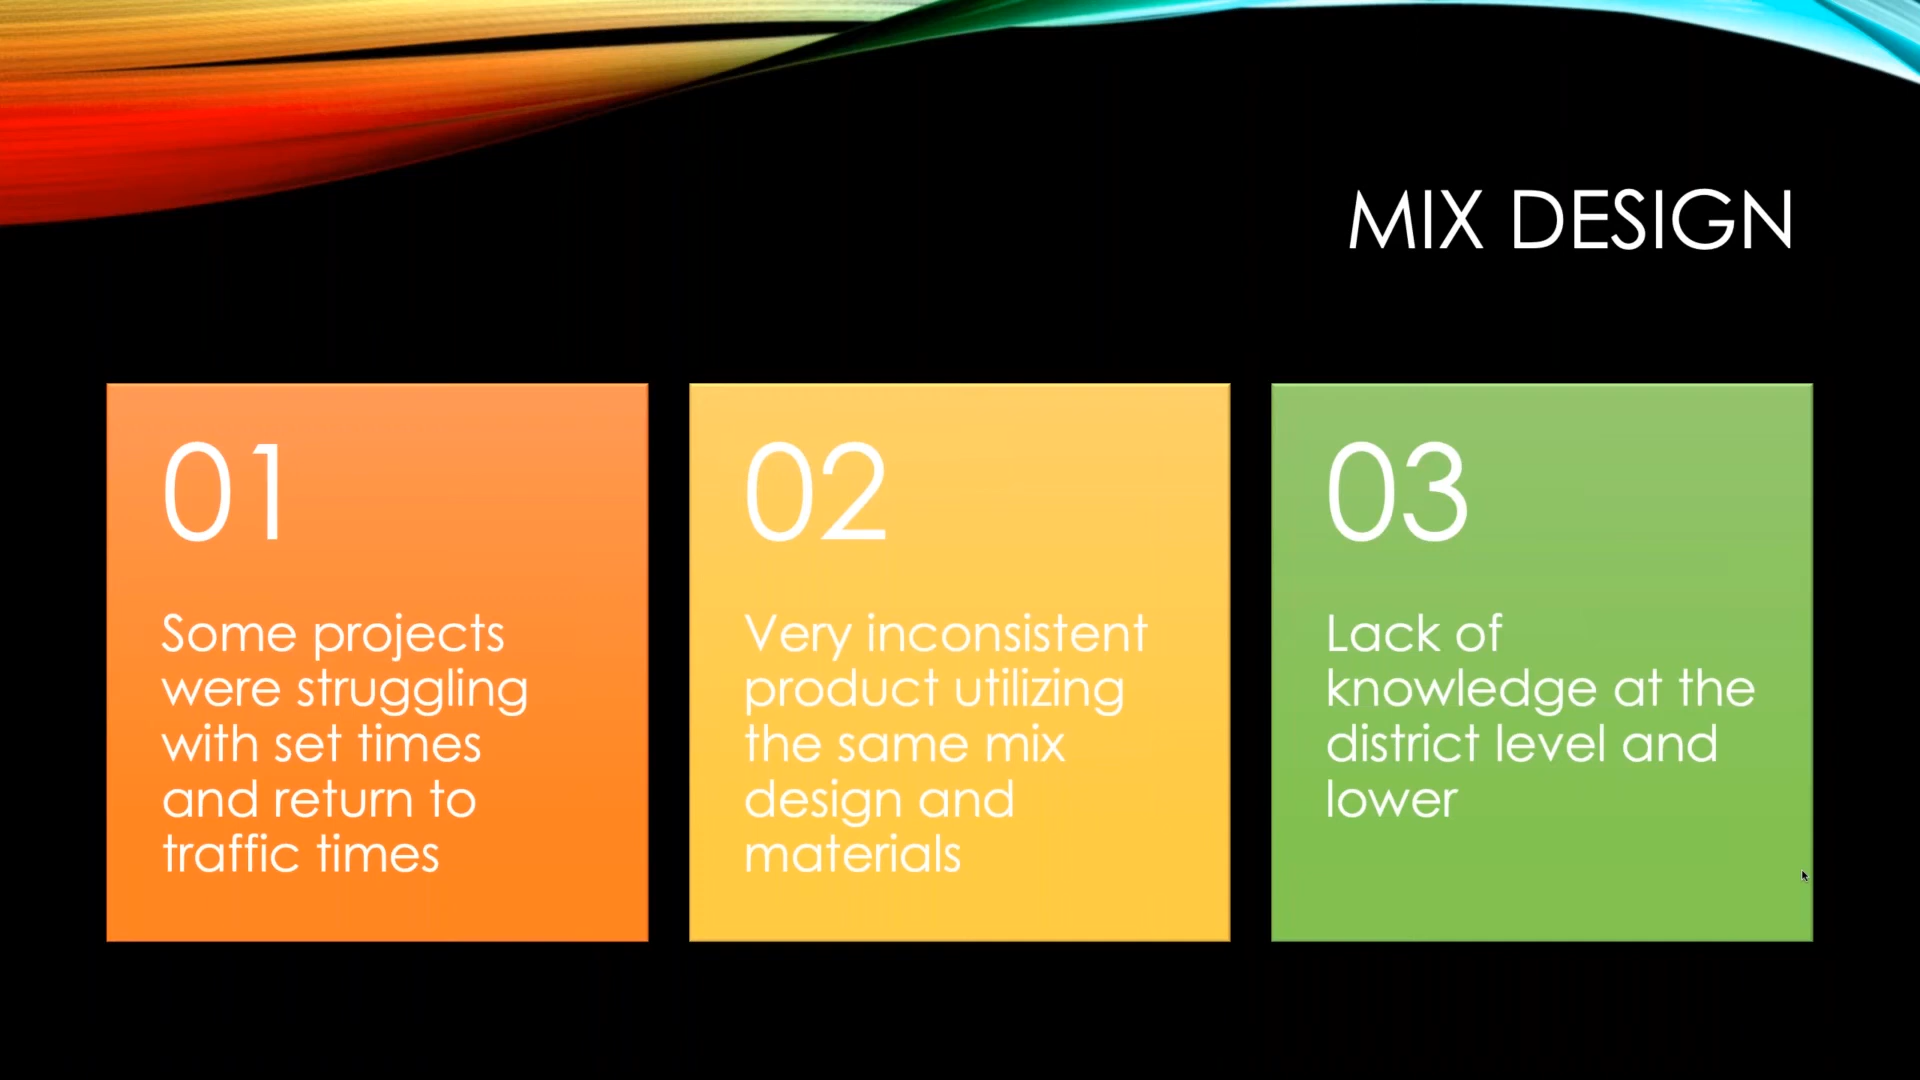 MIX DESIGN
01
Some projects
were struggling
with set times
and return to
traffic times
02
Very inconsistent
product utilizing
the same mix
design and
materials
03
Lack of
knowledge at the
district level and
lower